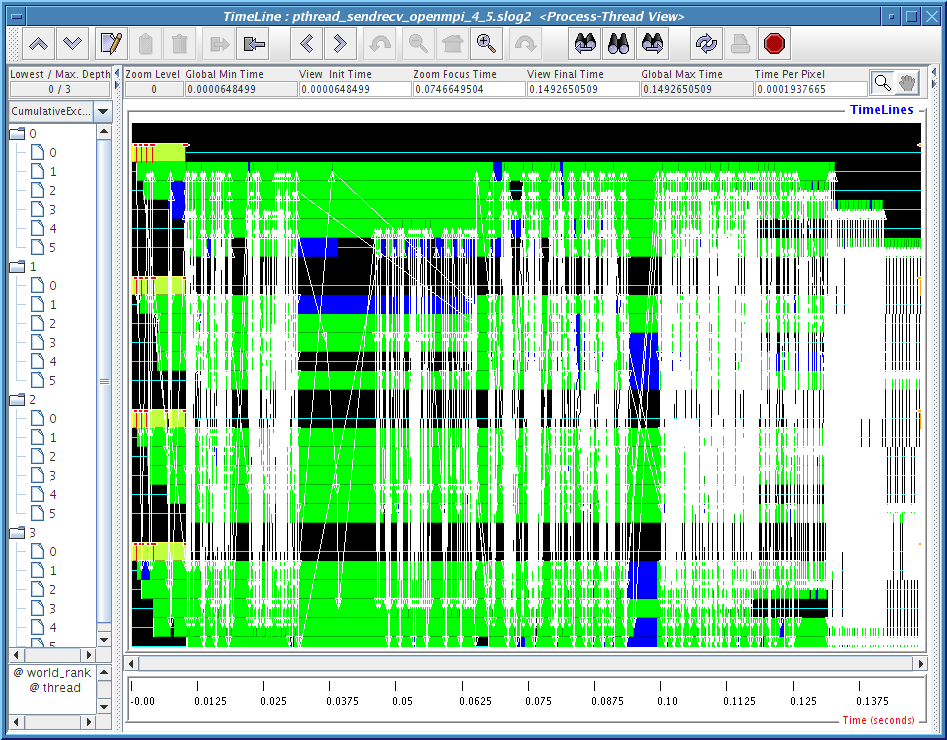 TimeLine : pthread_sendrecv_openmpi_4_5.slog2 <Process-Thread View>
Lowest / Max. Depth
0 / 3
Zoom Level
0
Global Min Time
0.0000648499
View Init Time
0.0000648499
Zoom Focus Time
0.0746649504
View Final Time
0.1492650509
Global Max Time
0.1492650509
Time Per Pixel
0.0001937665
CumulativeExc...
TimeLines
0
0
1
2
3
4
5
1
0
1
2
3
4
5
2
0
1
2
3
4
5
3
0
1
2
3
4
5
@ world_rank
@ thread
-0.00 0.0125 0.025 0.0375 0.05 0.0625 0.075 0.0875 0.10 0.1125 0.125 0.1375
Time (seconds)